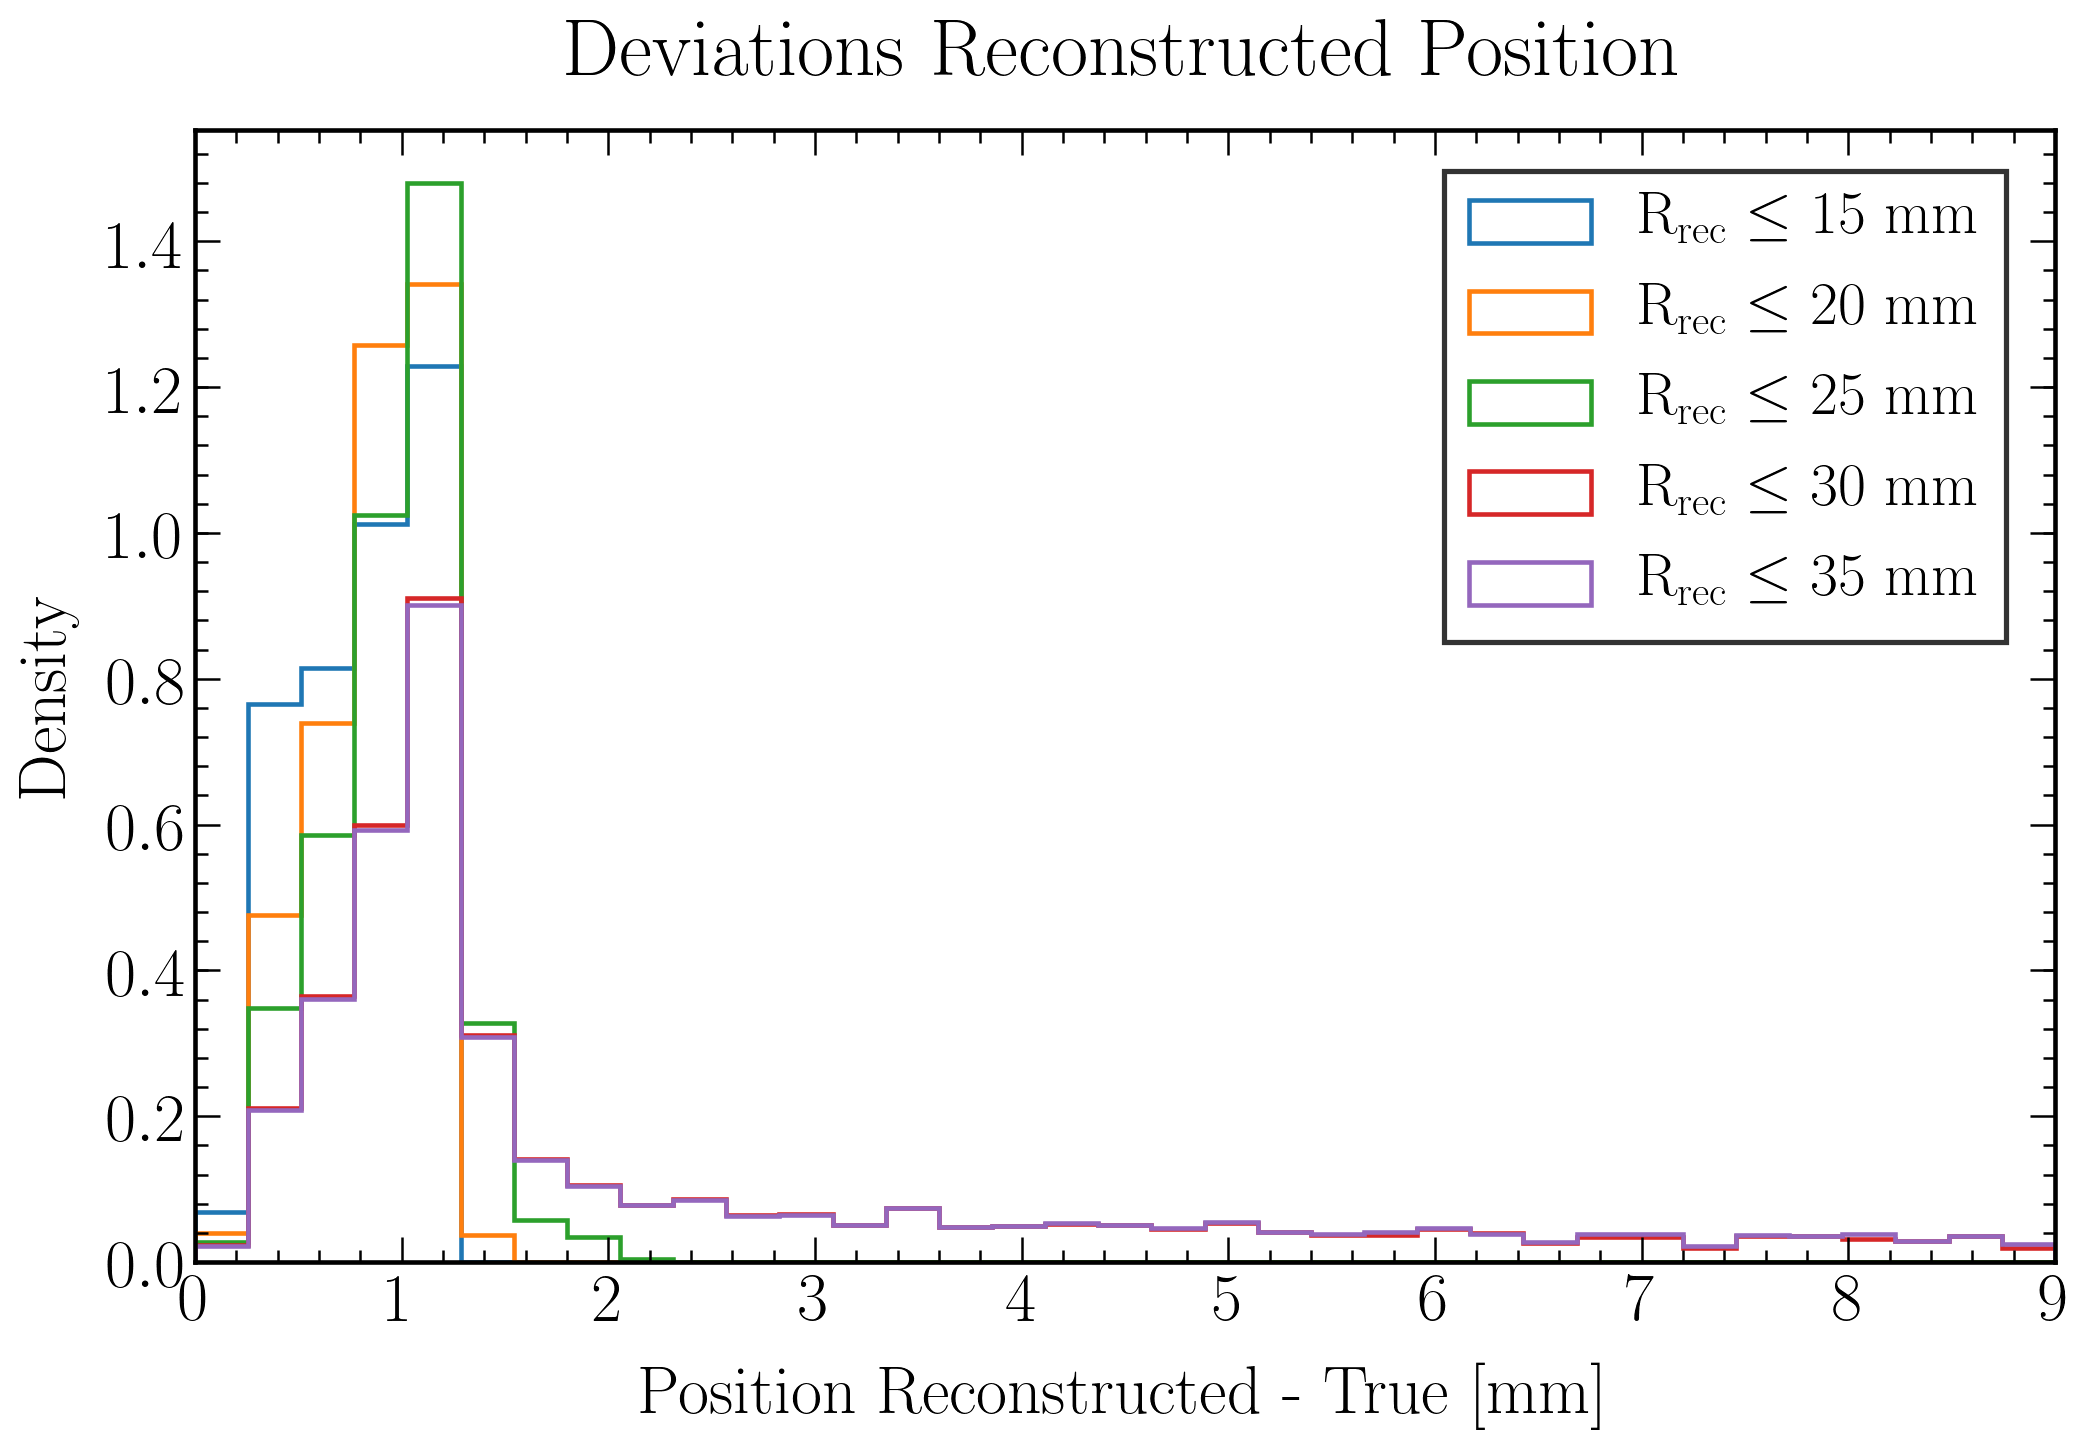 Deviations Reconstructed Position
Density
1.4
1.2
1.0
0.8
0.6
0.4
0.2
0.0
R_rec ≤ 15 mm
R_rec ≤ 20 mm
R_rec ≤ 25 mm
R_rec ≤ 30 mm
R_rec ≤ 35 mm
0 1 2 3 4 5 6 7 8 9
Position Reconstructed - True [mm]